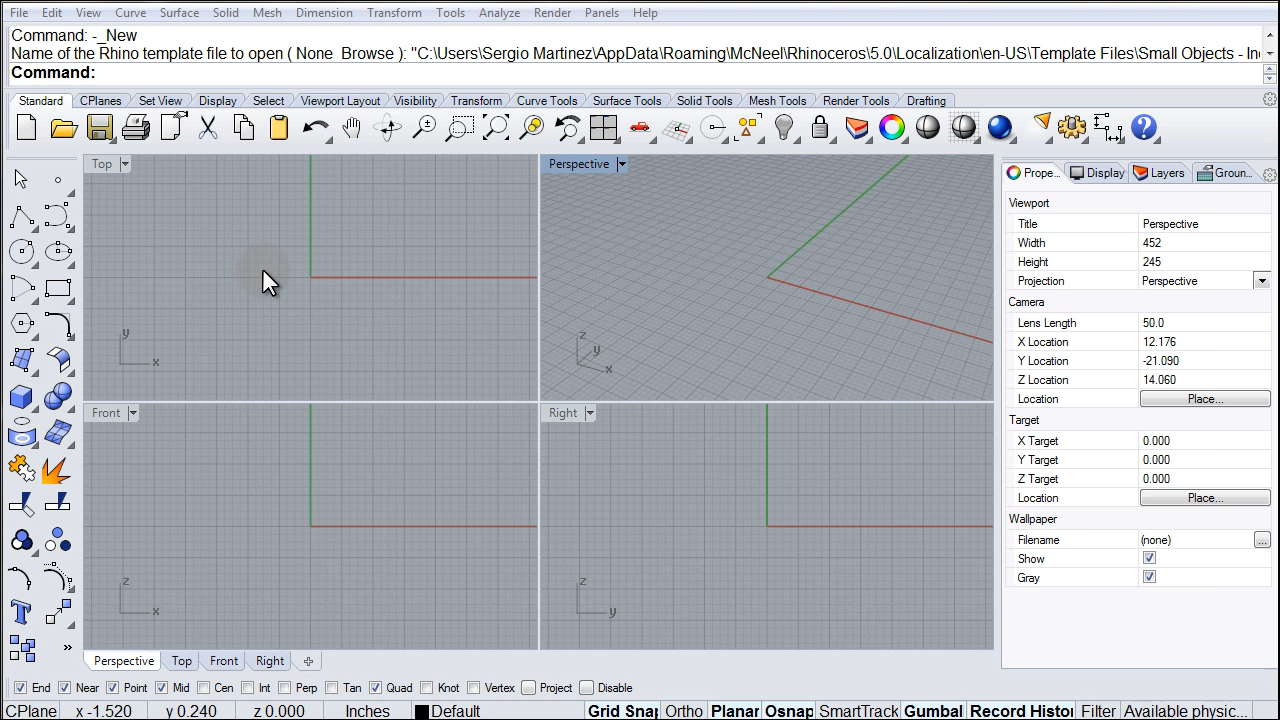 File Edit View Curve Surface Solid Mesh Dimension Transform Tools Analyze Render Panels Help
Command: -_New
Name of the Rhino template file to open ( None Browse ): "C:\Users\Sergio Martinez\AppData\Roaming\McNeel\Rhinoceros\5.0\Localization\en-US\Template Files\Small Objects - In
Command:
Standard CPlanes Set View Display Select Viewport Layout Visibility Transform Curve Tools Surface Tools Solid Tools Mesh Tools Render Tools Drafting
Top
Perspective
Prope... Display Layers Groun...
Viewport
Title Perspective
Width 452
Height 245
Projection Perspective
Camera
Lens Length 50.0
X Location 12.176
Y Location -21.090
Z Location 14.060
Location Place...
Target
X Target 0.000
Y Target 0.000
Z Target 0.000
Location Place...
Wallpaper
Filename (none) ...
Show
Gray
y
x
z
y
x
Front
Right
z
x
z
y
Perspective Top Front Right
End Near Point Mid Cen Int Perp Tan Quad Knot Vertex Project Disable
CPlane x -1.520 y 0.240 z 0.000 Inches Default Grid Snap Ortho Planar Osnap SmartTrack Gumbal Record Histo Filter Available physic...